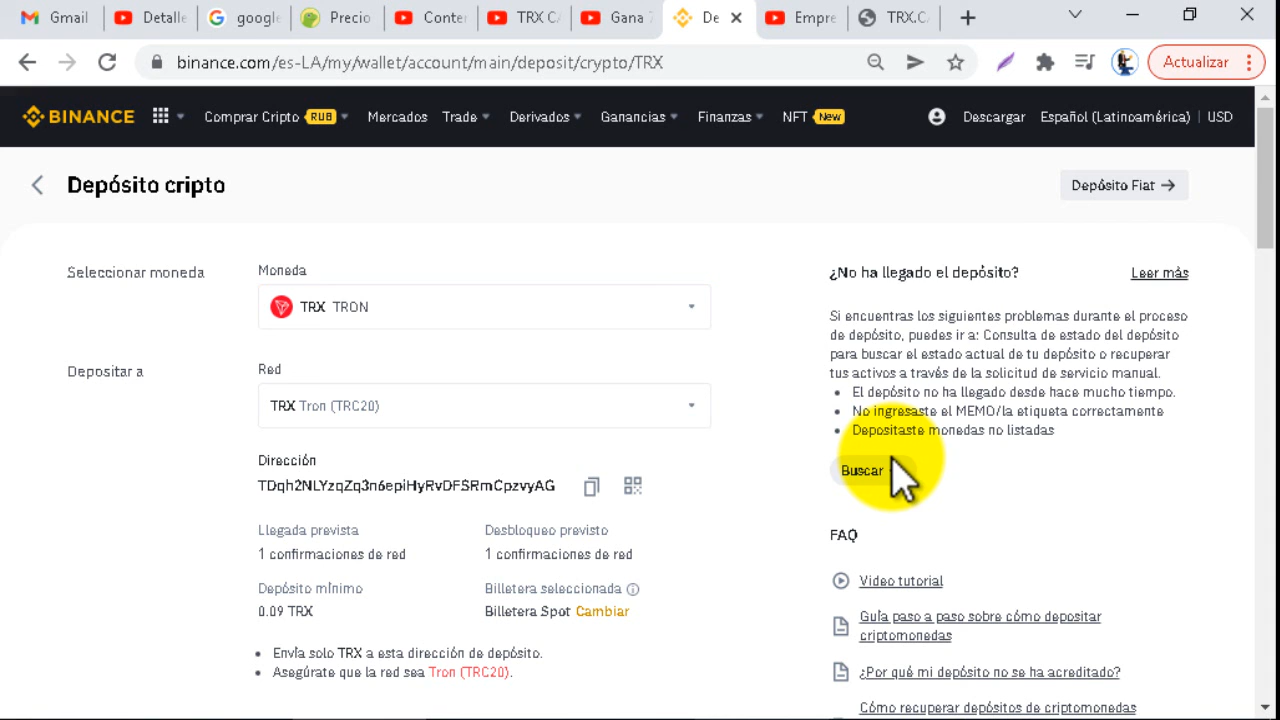 Gmail Detalle google Precio Conter TRX CA Gana 7 De Empre TRX.C
binance.com/es-LA/my/wallet/account/main/deposit/crypto/TRX Actualizar
BINANCE Comprar Cripto RUB Mercados Trade Derivados Ganancias Finanzas NFT New Descargar Español (Latinoamérica) | USD
Depósito cripto
Depósito Fiat →
Seleccionar moneda
Moneda
TRX TRON
Depositar a
Red
TRX Tron (TRC20)
Dirección
TDqh2NLYzqZq3n6epiHyRvDFSRmCpzvyAG
Llegada prevista
1 confirmaciones de red
Desbloqueo previsto
1 confirmaciones de red
Depósito mínimo
0.09 TRX
Billetera seleccionada
Billetera Spot Cambiar
• Envía solo TRX a esta dirección de depósito.
• Asegúrate que la red sea Tron (TRC20).
¿No ha llegado el depósito? Leer más
Si encuentras los siguientes problemas durante el proceso
de depósito, puedes ir a: Consulta de estado del depósito
para buscar el estado actual de tu depósito o recuperar
tus activos a través de la solicitud de servicio manual.
• El depósito no ha llegado desde hace mucho tiempo.
• No ingresaste el MEMO/la etiqueta correctamente
• Depositaste monedas no listadas
Buscar
FAQ
Video tutorial
Guía paso a paso sobre cómo depositar
criptomonedas
¿Por qué mi depósito no se ha acreditado?
Cómo recuperar depósitos de criptomonedas